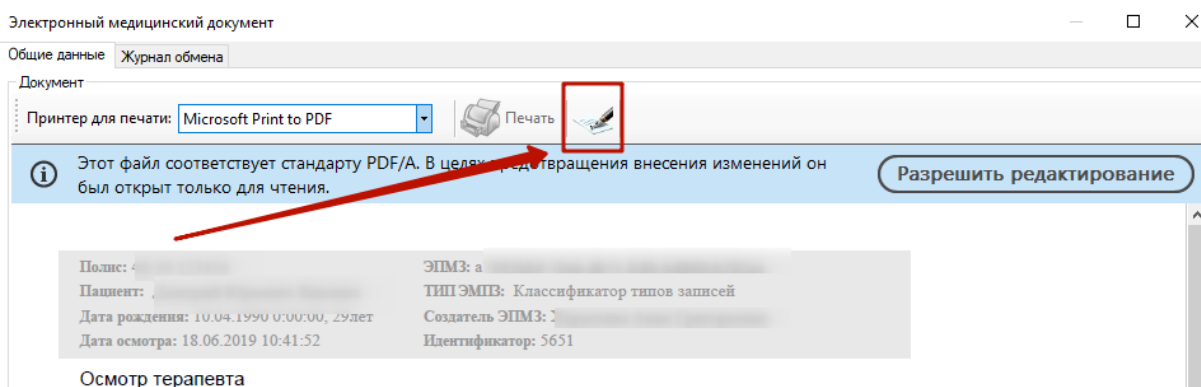 Электронный медицинский документ
Общие данные Журнал обмена
Документ
Принтер для печати: Microsoft Print to PDF Печать
Этот файл соответствует стандарту PDF/A. В целях предотвращения внесения изменений он
был открыт только для чтения.
Разрешить редактирование
Полис: ЭПМЗ: а
Пациент: ТИП ЭМПЗ: Классификатор типов записей
Дата рождения: 10.04.1990 0:00:00, 29лет Создатель ЭПМЗ:
Дата осмотра: 18.06.2019 10:41:52 Идентификатор: 5651
Осмотр терапевта